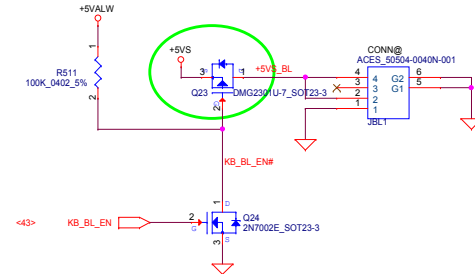 +5VALW
+5VS
CONN@
ACES_50504-0040N-001
R511
100K_0402_5%
1
2
3
S
D
1
+5VS_BL
Q23
DMG2301U-7_SOT23-3
G
2
4
3
2
1
4
3
2
1
G2
G1
6
5
JBL1
KB_BL_EN#
<43>
KB_BL_EN
2
G
1
D
Q24
2N7002E_SOT23-3
S
3